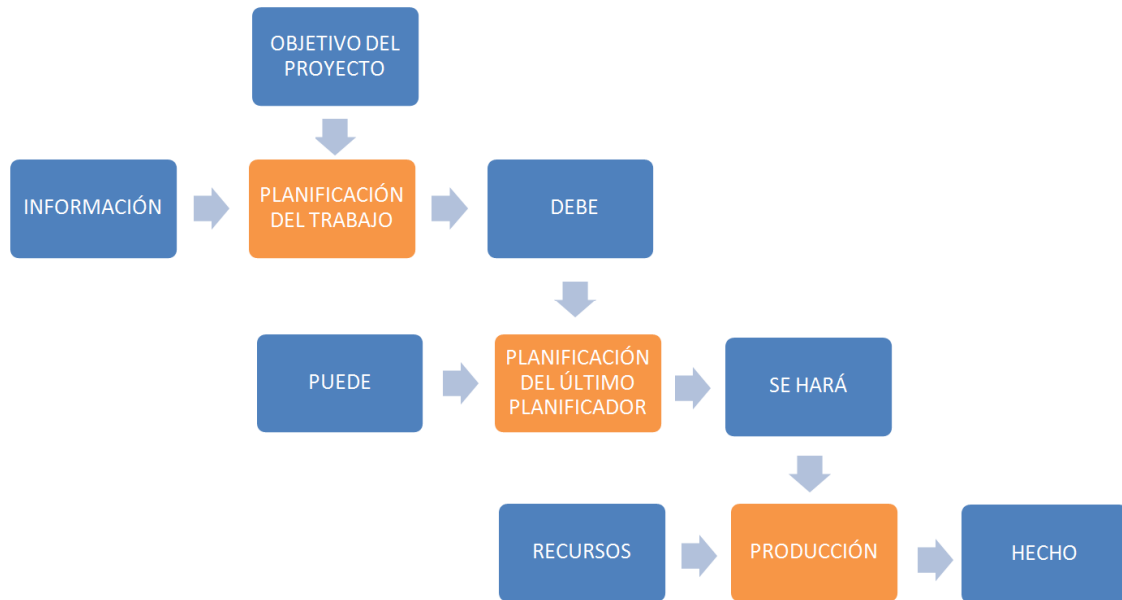 OBJETIVO DEL
PROYECTO
INFORMACIÓN
PLANIFICACIÓN
DEL TRABAJO
DEBE
PUEDE
PLANIFICACIÓN
DEL ÚLTIMO
PLANIFICADOR
SE HARÁ
RECURSOS
PRODUCCIÓN
HECHO